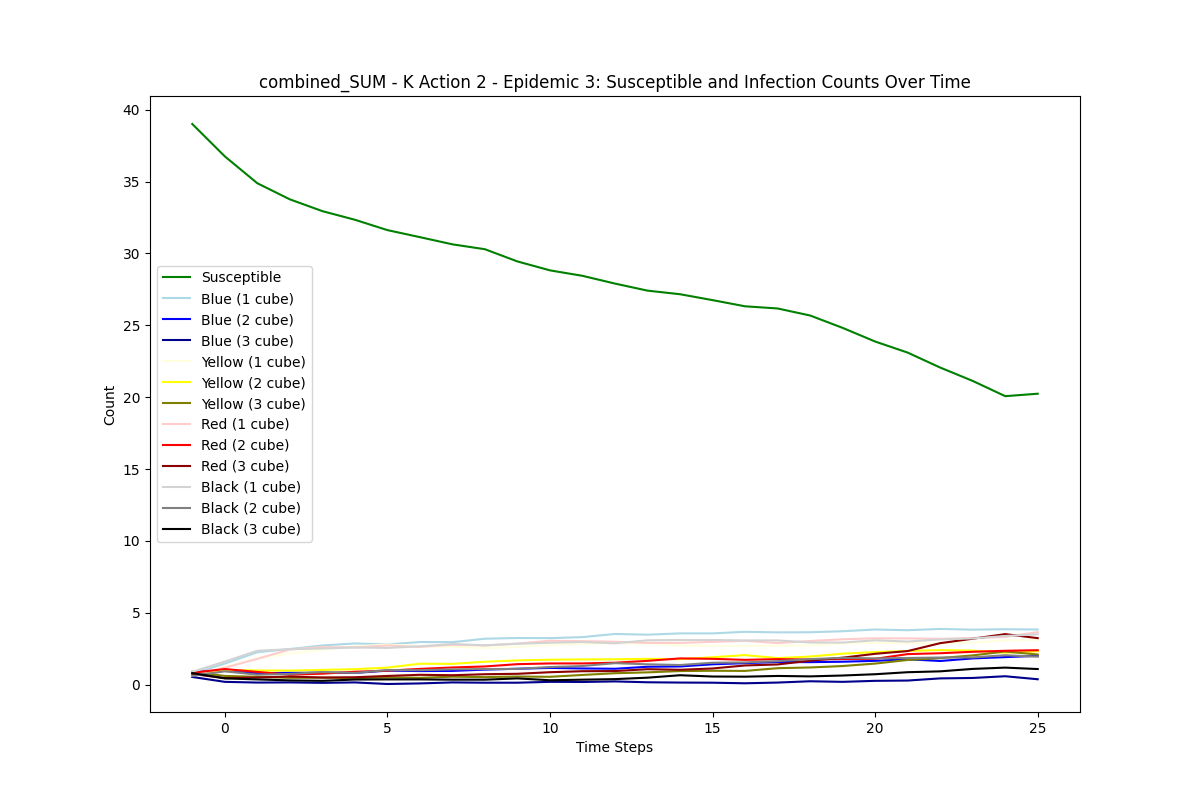 combined_SUM - K Action 2 - Epidemic 3: Susceptible and Infection Counts Over Time
40
35
30
25
20
15
10
5
0
Count
Susceptible
Blue (1 cube)
Blue (2 cube)
Blue (3 cube)
Yellow (1 cube)
Yellow (2 cube)
Yellow (3 cube)
Red (1 cube)
Red (2 cube)
Red (3 cube)
Black (1 cube)
Black (2 cube)
Black (3 cube)
0 5 10 15 20 25
Time Steps